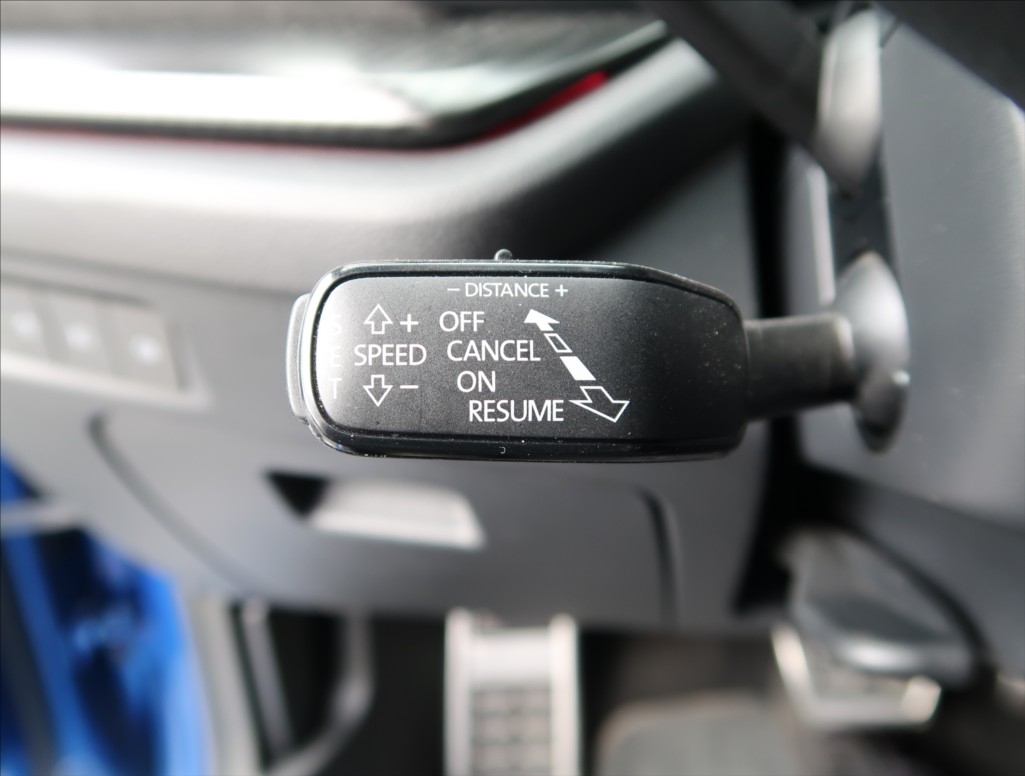 - DISTANCE +
S + OFF
E SPEED CANCEL
T - ON
RESUME